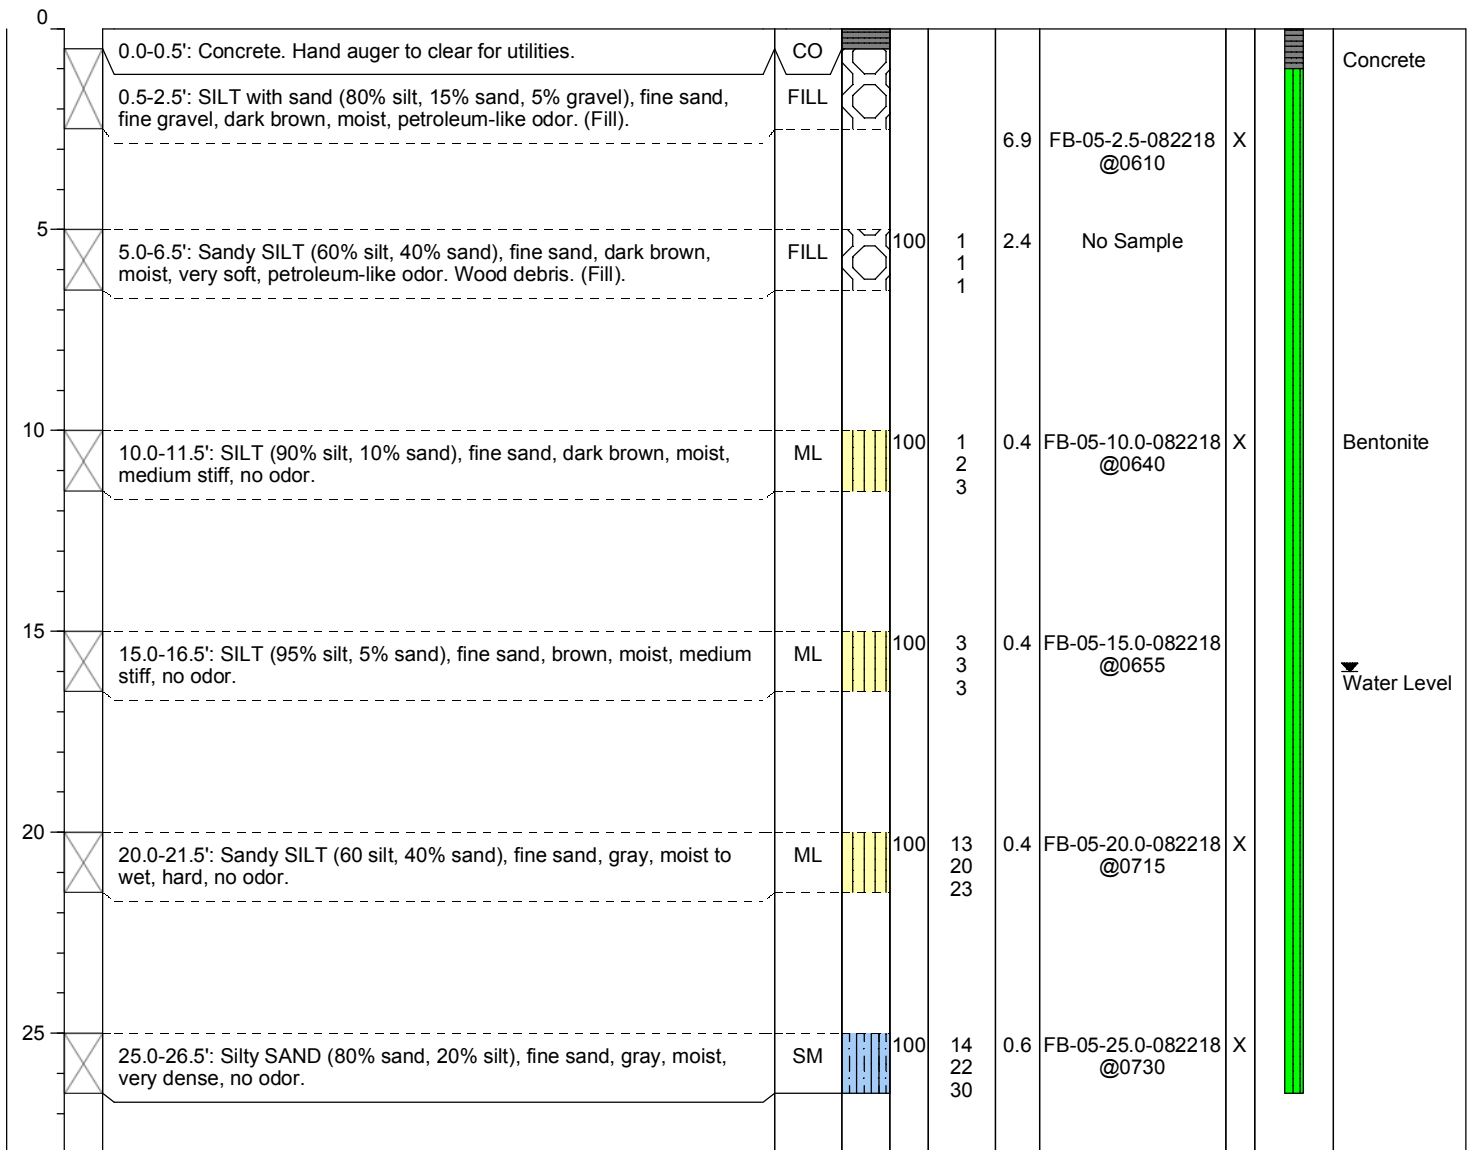 0
0.0-0.5': Concrete. Hand auger to clear for utilities.
CO
Concrete
0.5-2.5': SILT with sand (80% silt, 15% sand, 5% gravel), fine sand,
fine gravel, dark brown, moist, petroleum-like odor. (Fill).
FILL
6.9
FB-05-2.5-082218
@0610
X
5
5.0-6.5': Sandy SILT (60% silt, 40% sand), fine sand, dark brown,
moist, very soft, petroleum-like odor. Wood debris. (Fill).
FILL
100
1
1
1
2.4
No Sample
10
10.0-11.5': SILT (90% silt, 10% sand), fine sand, dark brown, moist,
medium stiff, no odor.
ML
100
1
2
3
0.4
FB-05-10.0-082218
@0640
X
Bentonite
15
15.0-16.5': SILT (95% silt, 5% sand), fine sand, brown, moist, medium
stiff, no odor.
ML
100
3
3
3
0.4
FB-05-15.0-082218
@0655
Water Level
20
20.0-21.5': Sandy SILT (60 silt, 40% sand), fine sand, gray, moist to
wet, hard, no odor.
ML
100
13
20
23
0.4
FB-05-20.0-082218
@0715
X
25
25.0-26.5': Silty SAND (80% sand, 20% silt), fine sand, gray, moist,
very dense, no odor.
SM
100
14
22
30
0.6
FB-05-25.0-082218
@0730
X